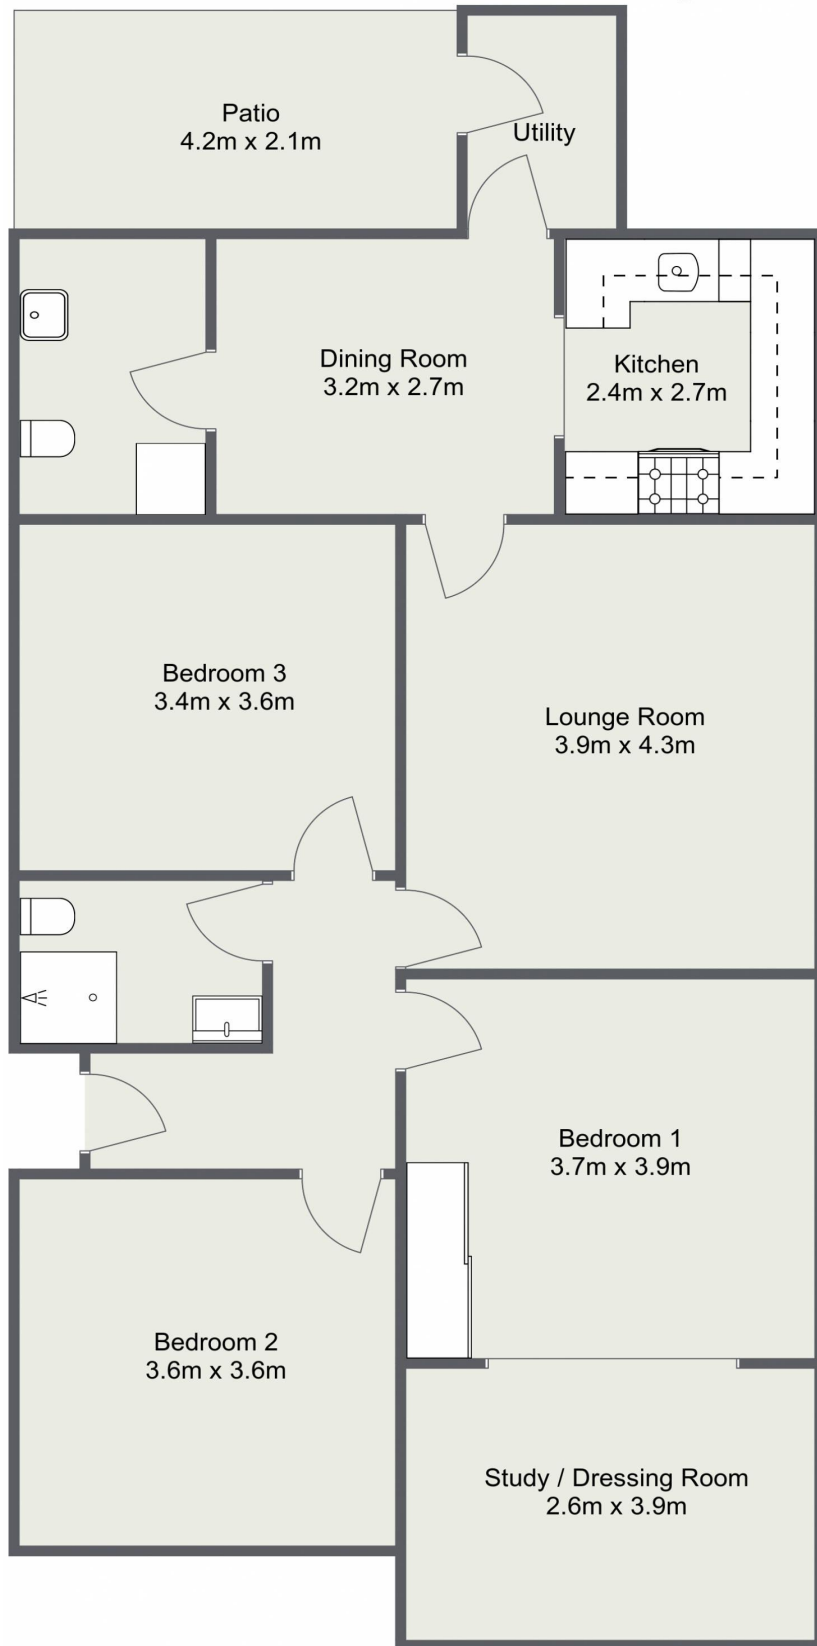 Patio
4.2m x 2.1m
Utility
Dining Room
3.2m x 2.7m
Kitchen
2.4m x 2.7m
Bedroom 3
3.4m x 3.6m
Lounge Room
3.9m x 4.3m
Bedroom 1
3.7m x 3.9m
Bedroom 2
3.6m x 3.6m
Study / Dressing Room
2.6m x 3.9m